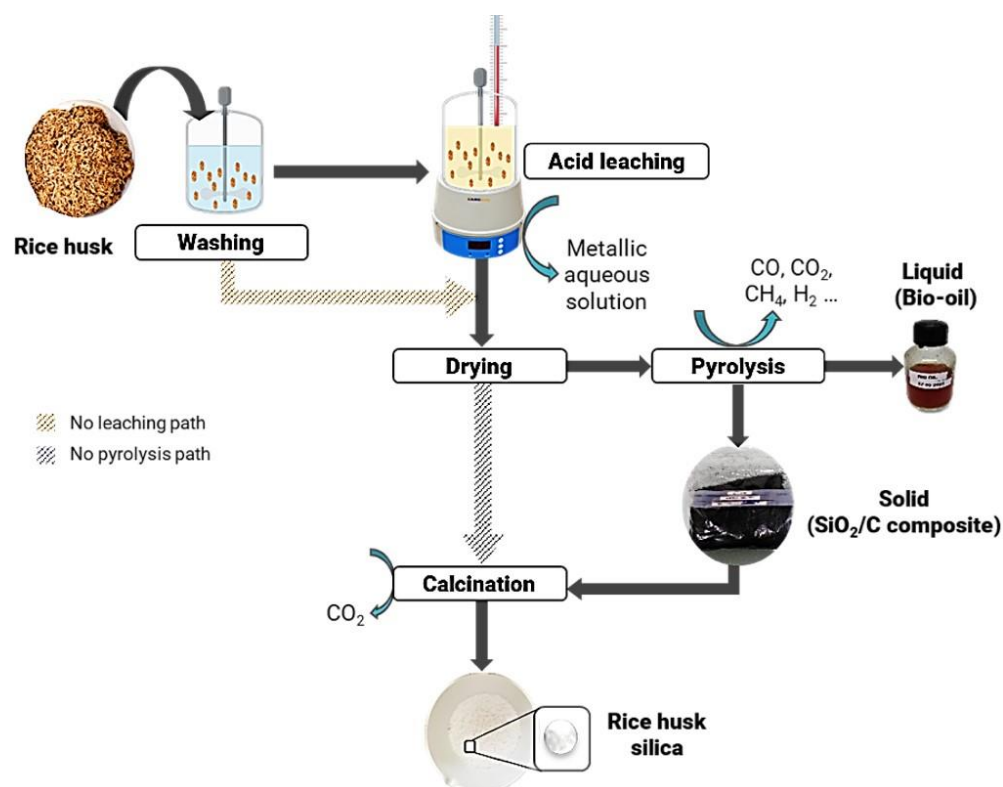 Rice husk
Washing
Acid leaching
Metallic
aqueous
solution
CO, CO₂,
CH₄, H₂ ...
Liquid
(Bio-oil)
Drying
Pyrolysis
No leaching path
No pyrolysis path
Solid
(SiO₂/C composite)
Calcination
CO₂
Rice husk
silica